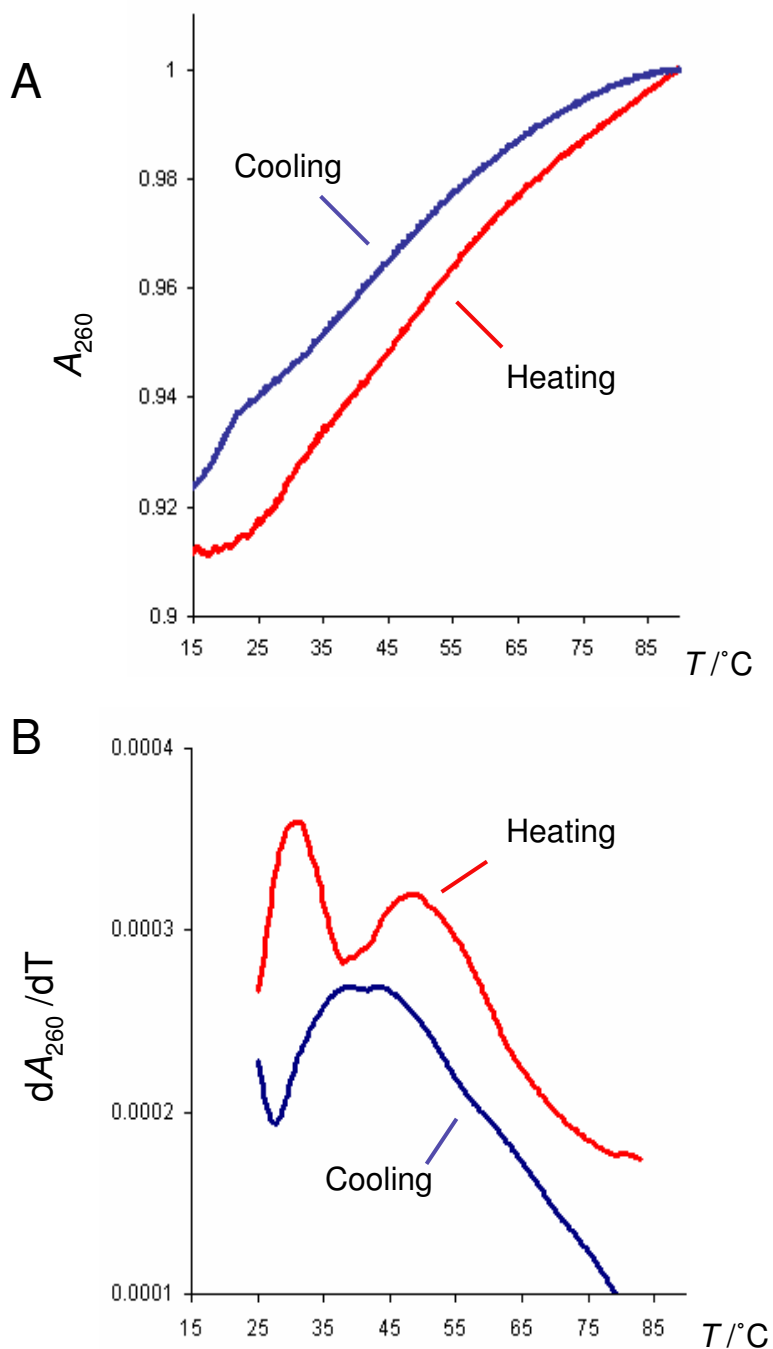 A
1
0.98
0.96
0.94
0.92
0.9
A260
Cooling
Heating
15 25 35 45 55 65 75 85
T /˚C
B
0.0004
0.0003
0.0002
0.0001
dA260 /dT
Heating
Cooling
15 25 35 45 55 65 75 85
T /˚C